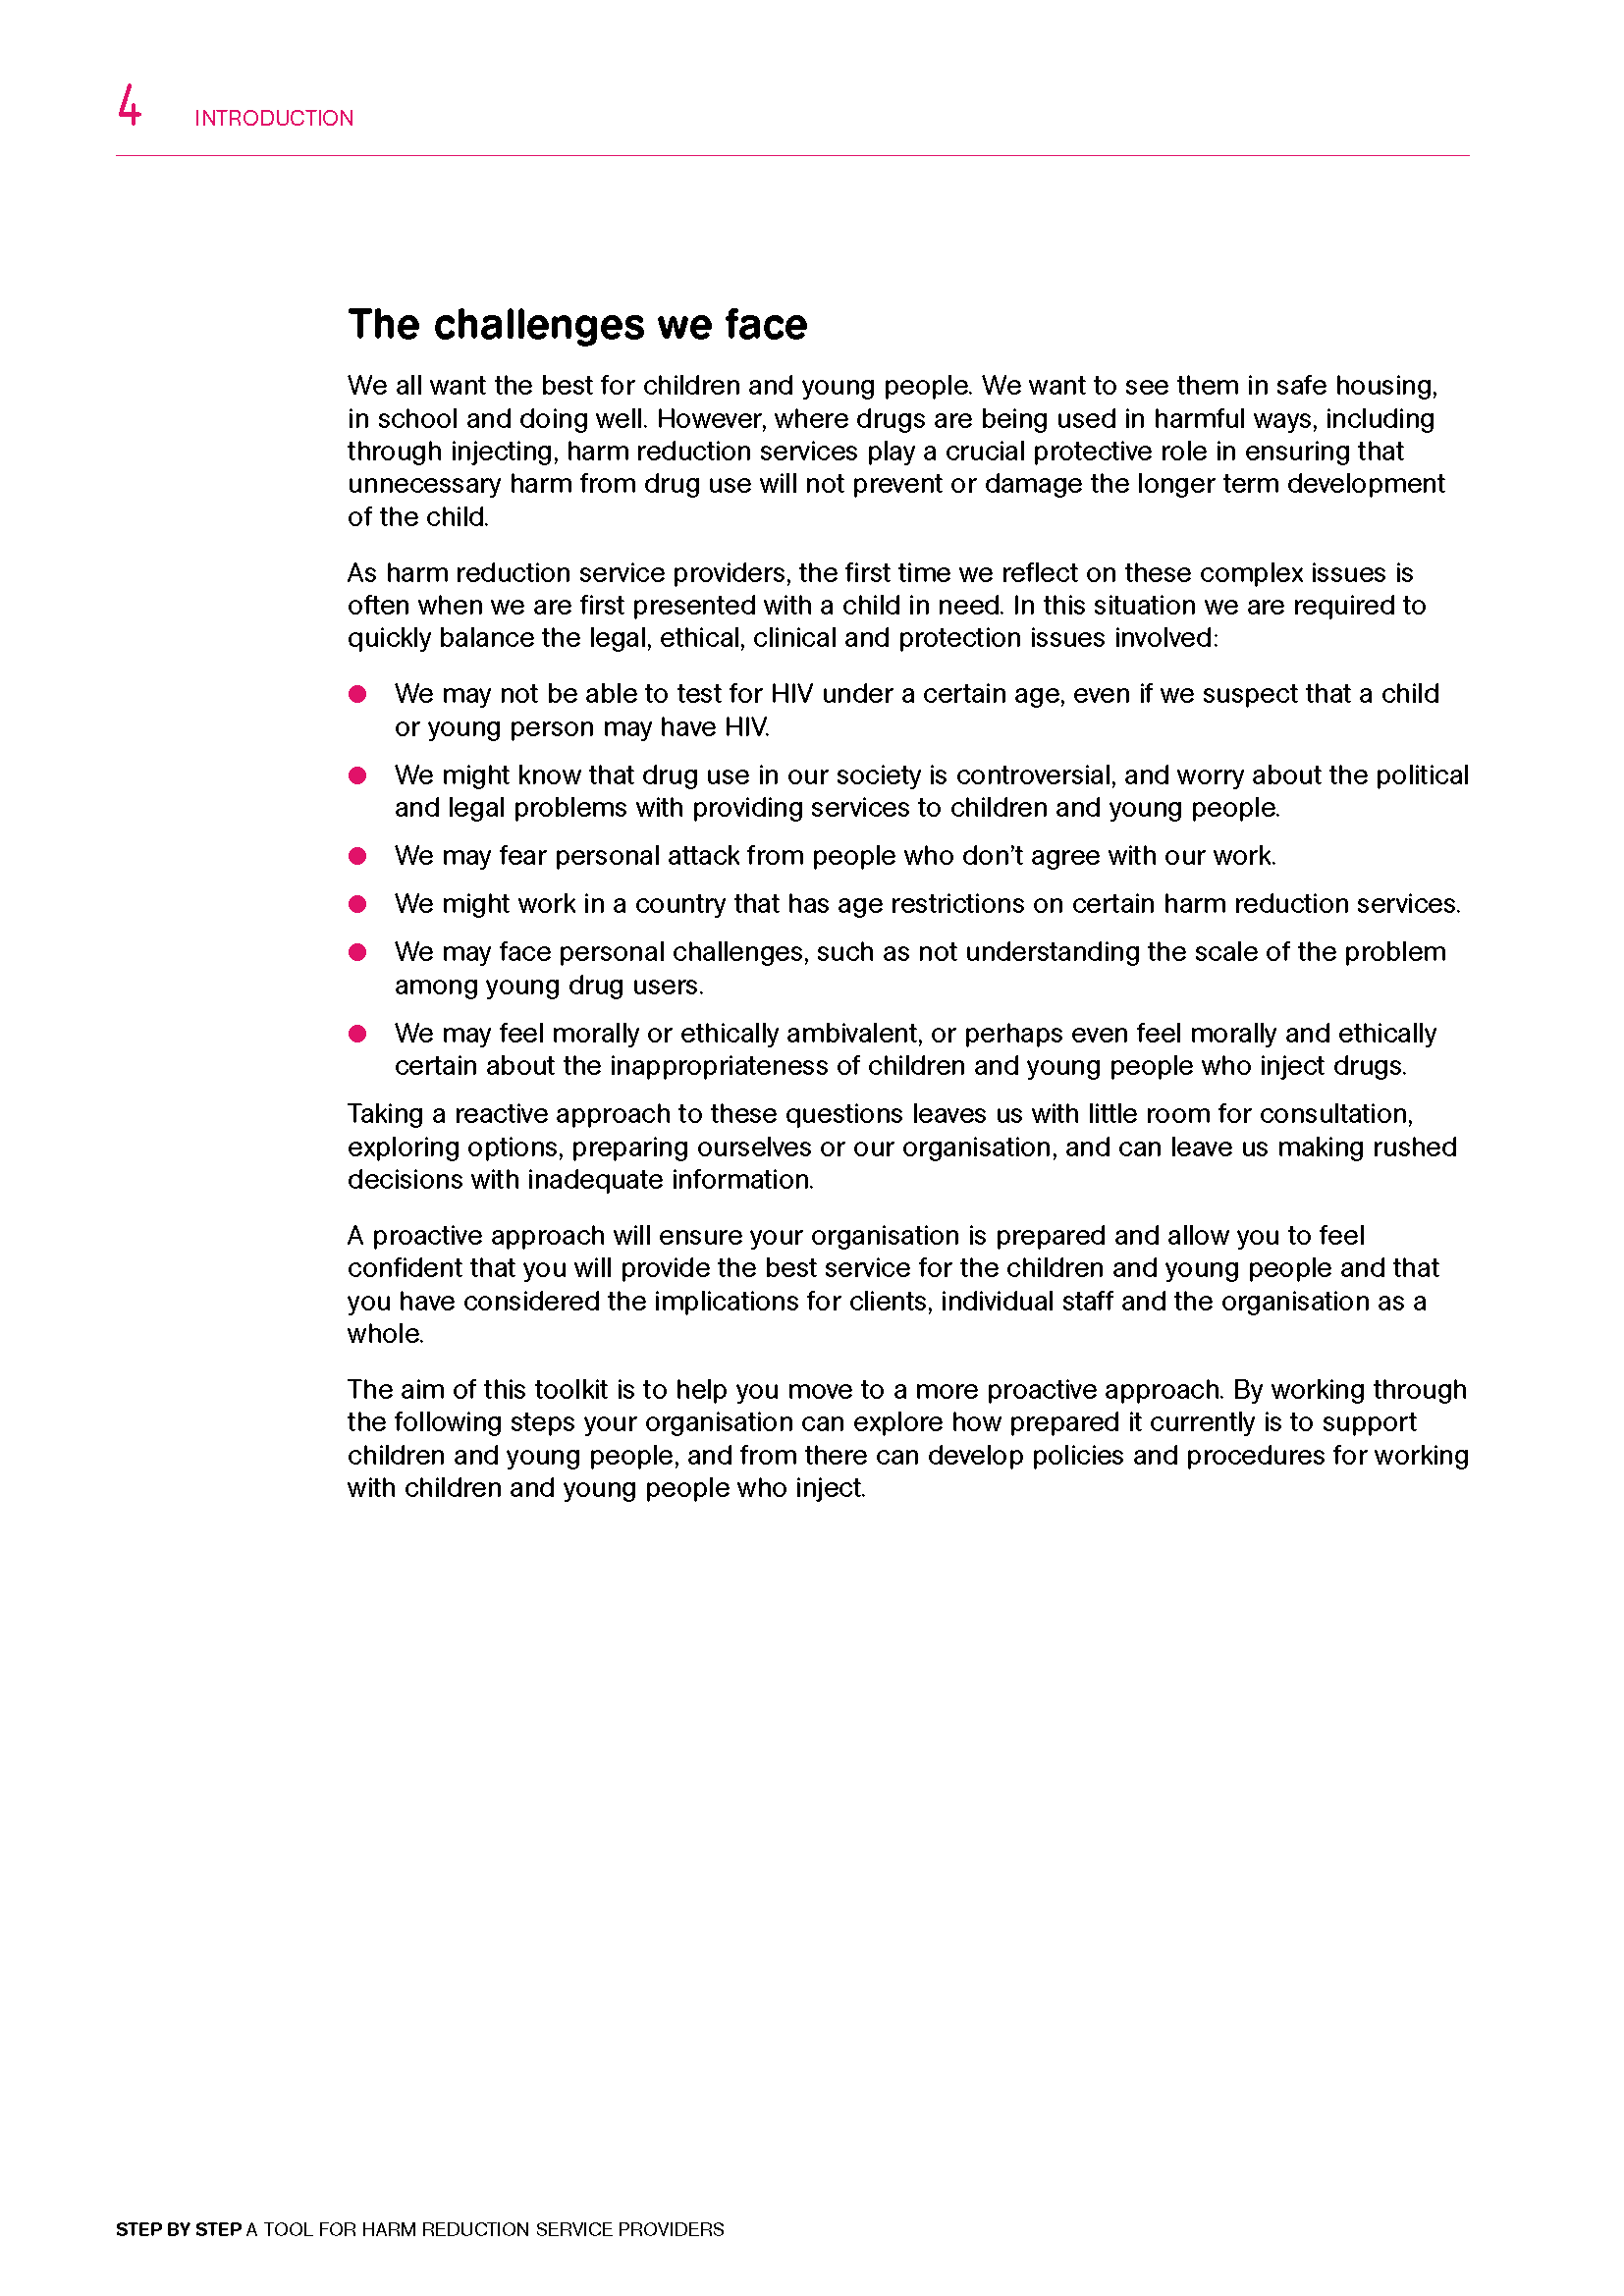 4 INTRODUCTION
The challenges we face
We all want the best for children and young people. We want to see them in safe housing,
in school and doing well. However, where drugs are being used in harmful ways, including
through injecting, harm reduction services play a crucial protective role in ensuring that
unnecessary harm from drug use will not prevent or damage the longer term development
of the child.
As harm reduction service providers, the first time we reflect on these complex issues is
often when we are first presented with a child in need. In this situation we are required to
quickly balance the legal, ethical, clinical and protection issues involved:
● We may not be able to test for HIV under a certain age, even if we suspect that a child
or young person may have HIV.
● We might know that drug use in our society is controversial, and worry about the political
and legal problems with providing services to children and young people.
● We may fear personal attack from people who don’t agree with our work.
● We might work in a country that has age restrictions on certain harm reduction services.
● We may face personal challenges, such as not understanding the scale of the problem
among young drug users.
● We may feel morally or ethically ambivalent, or perhaps even feel morally and ethically
certain about the inappropriateness of children and young people who inject drugs.
Taking a reactive approach to these questions leaves us with little room for consultation,
exploring options, preparing ourselves or our organisation, and can leave us making rushed
decisions with inadequate information.
A proactive approach will ensure your organisation is prepared and allow you to feel
confident that you will provide the best service for the children and young people and that
you have considered the implications for clients, individual staff and the organisation as a
whole.
The aim of this toolkit is to help you move to a more proactive approach. By working through
the following steps your organisation can explore how prepared it currently is to support
children and young people, and from there can develop policies and procedures for working
with children and young people who inject.
STEP BY STEP A TOOL FOR HARM REDUCTION SERVICE PROVIDERS